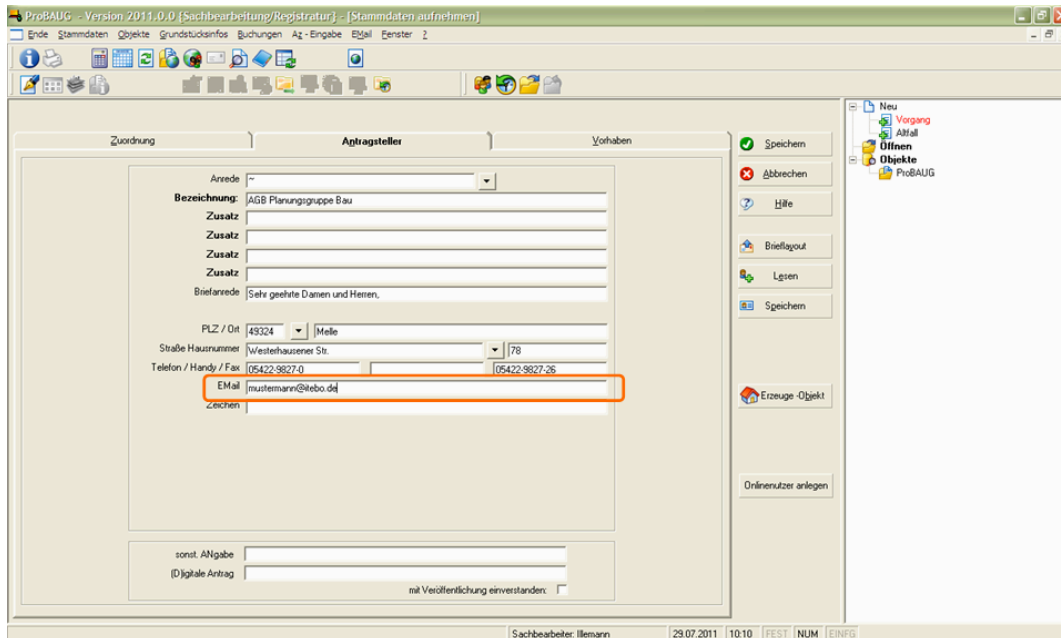 ProBAUG - Version 2011.0.0 {Sachbearbeitung/Registratur} - [Stammdaten aufnehmen]
Ende Stammdaten Objekte Grundstücksinfos Buchungen Az-Eingabe EMail Fenster ?
Zuordnung Antragsteller Vorhaben
Anrede ~
Bezeichnung: AGB Planungsgruppe Bau
Zusatz
Zusatz
Zusatz
Zusatz
Briefanrede Sehr geehrte Damen und Herren,
PLZ / Ort 49324 Melle
Straße Hausnummer Westerhausener Str. 78
Telefon / Handy / Fax 05422-9827-0 05422-9827-26
EMail mustermann@itebo.de
Zeichen
sonst. ANgabe
(D)igitale Antrag
mit Veröffentlichung einverstanden:
Speichern
Abbrechen
Hilfe
Brieflayout
Lesen
Speichern
Erzeuge -Objekt
Onlinenutzer anlegen
Neu
Vorgang
Altfall
Öffnen
Objekte
ProBAUG
Sachbearbeiter: Illemann 29.07.2011 10:10 FEST NUM EINFG